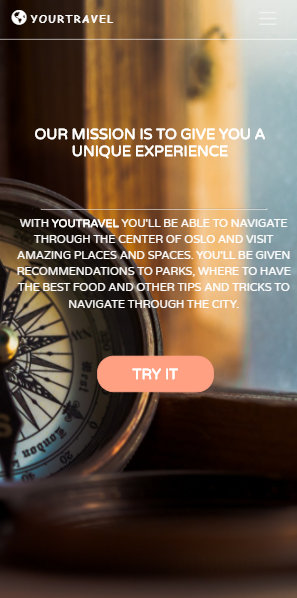 YOURTRAVEL
OUR MISSION IS TO GIVE YOU A
UNIQUE EXPERIENCE
WITH YOUTRAVEL YOU'LL BE ABLE TO NAVIGATE
THROUGH THE CENTER OF OSLO AND VISIT
AMAZING PLACES AND SPACES. YOU'LL BE GIVEN
RECOMMENDATIONS TO PARKS, WHERE TO HAVE
THE BEST FOOD AND OTHER TIPS AND TRICKS TO
NAVIGATE THROUGH THE CITY.
TRY IT
London